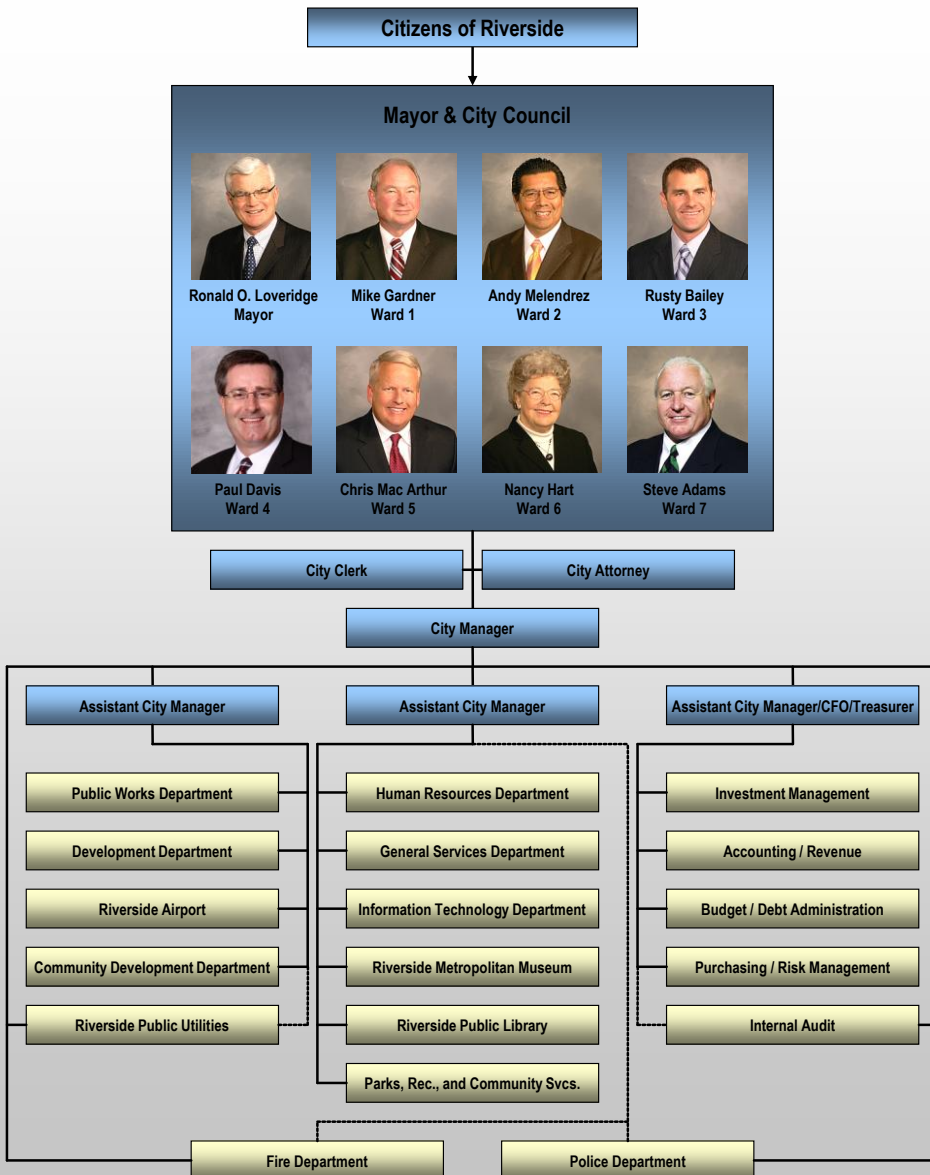 Citizens of Riverside
Mayor & City Council
Ronald O. Loveridge
Mayor
Mike Gardner
Ward 1
Andy Melendrez
Ward 2
Rusty Bailey
Ward 3
Paul Davis
Ward 4
Chris Mac Arthur
Ward 5
Nancy Hart
Ward 6
Steve Adams
Ward 7
City Clerk
City Attorney
City Manager
Assistant City Manager
Assistant City Manager
Assistant City Manager/CFO/Treasurer
Public Works Department
Human Resources Department
Investment Management
Development Department
General Services Department
Accounting / Revenue
Riverside Airport
Information Technology Department
Budget / Debt Administration
Community Development Department
Riverside Metropolitan Museum
Purchasing / Risk Management
Riverside Public Utilities
Riverside Public Library
Internal Audit
Parks, Rec., and Community Svcs.
Fire Department
Police Department